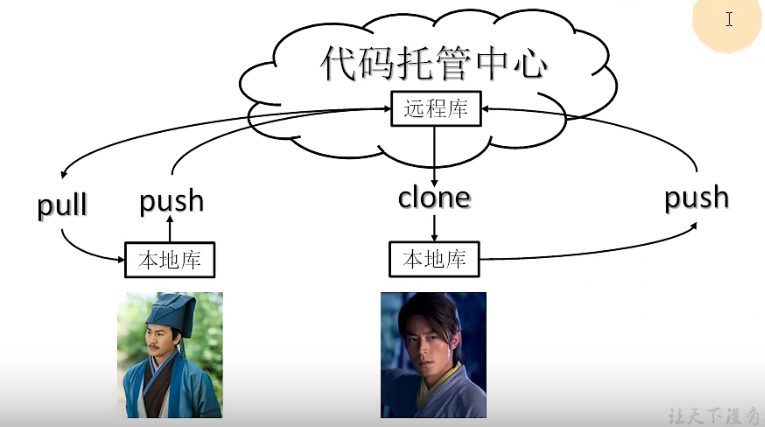 代码托管中心
远程库
pull
push
clone
push
本地库
本地库
让天下没有